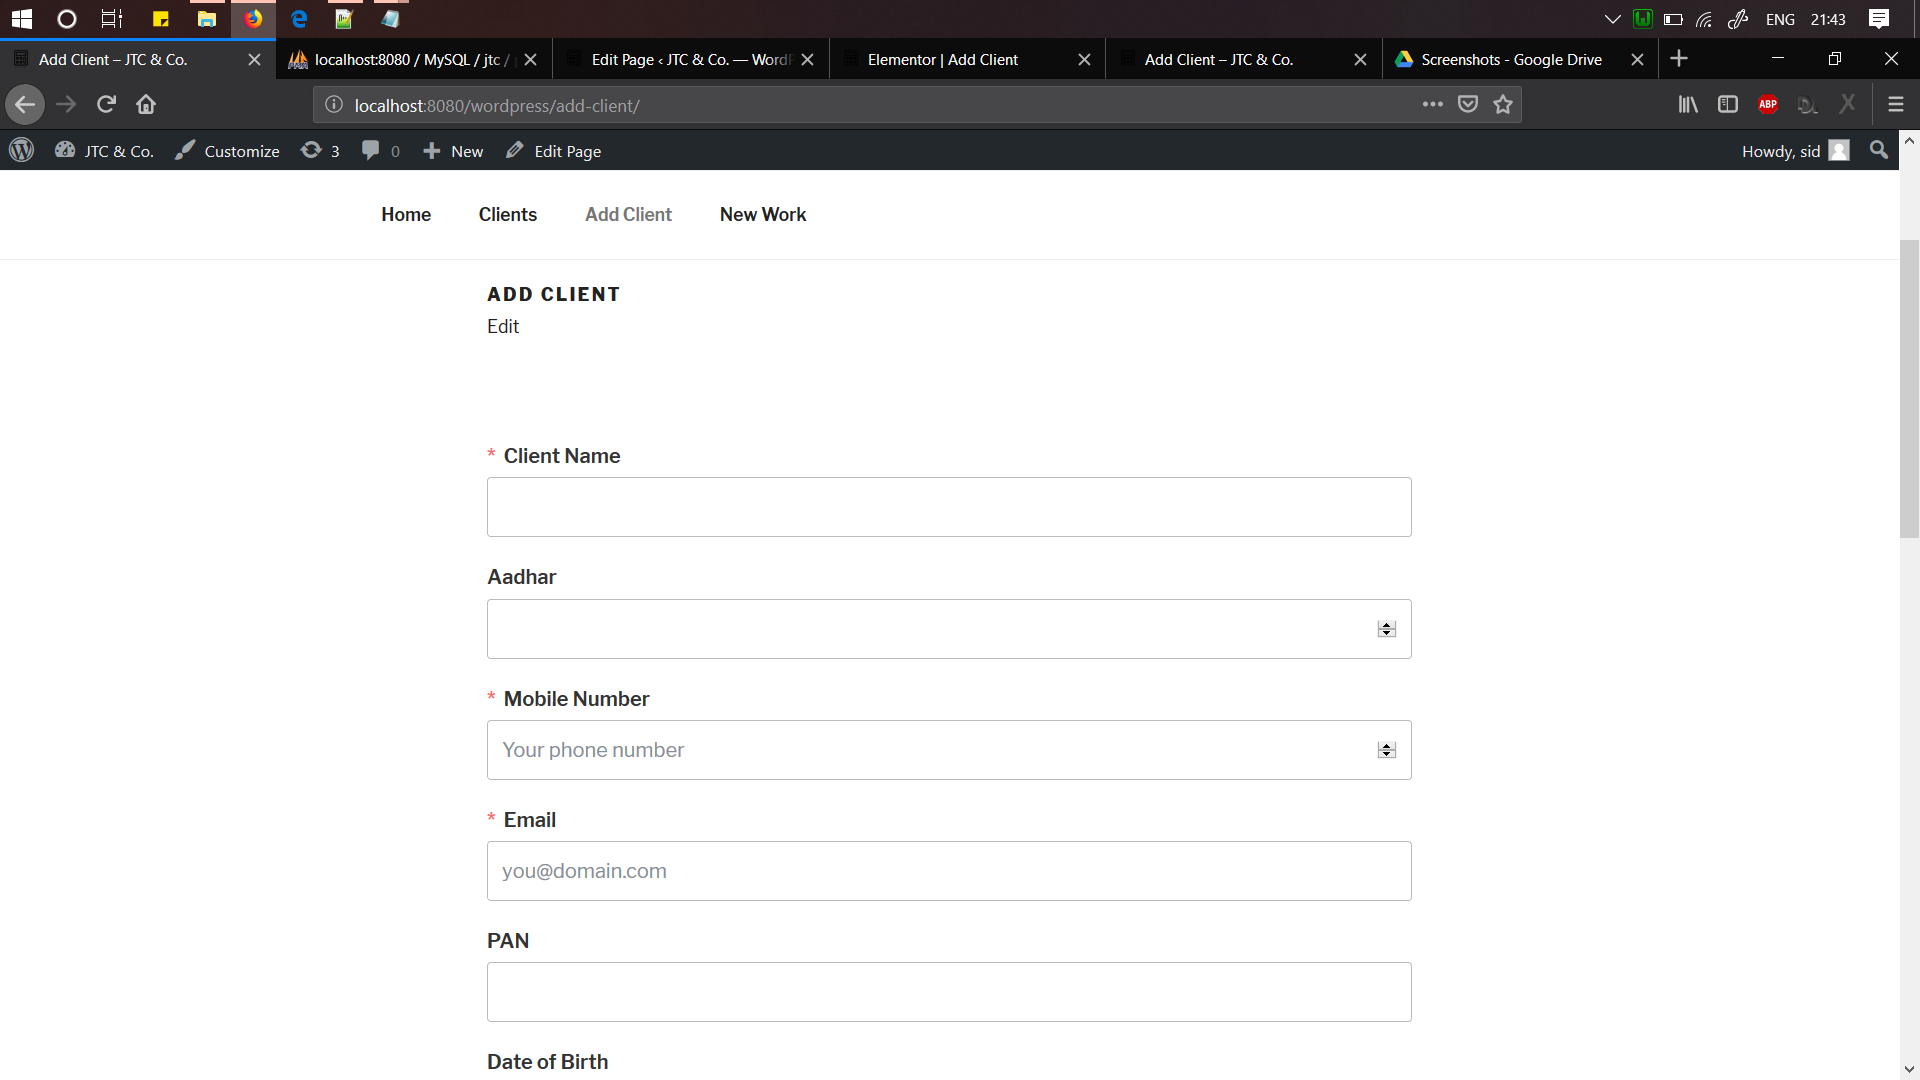 ENG 21:43
Add Client – JTC & Co.
localhost:8080 / MySQL / jtc /
Edit Page ‹ JTC & Co. — WordP
Elementor | Add Client
Add Client – JTC & Co.
Screenshots - Google Drive
localhost:8080/wordpress/add-client/
ABP
JTC & Co. Customize 3 0 New Edit Page Howdy, sid
Home Clients Add Client New Work
ADD CLIENT
Edit
* Client Name
Aadhar
* Mobile Number
Your phone number
* Email
you@domain.com
PAN
Date of Birth